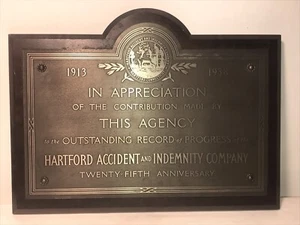 1913
IN APPRECIATION
OF THE CONTRIBUTION MADE BY
THIS AGENCY
to the OUTSTANDING RECORD of PROGRESS of the
HARTFORD ACCIDENT AND INDEMNITY COMPANY
TWENTY-FIFTH ANNIVERSARY